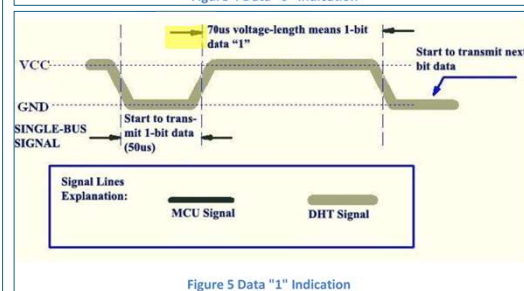 70us voltage-length means 1-bit
data "1"
Start to transmit next
bit data
VCC
GND
SINGLE-BUS
SIGNAL
Start to trans-
mit 1-bit data
(50us)
Signal Lines
Explanation:
MCU Signal
DHT Signal
Figure 5 Data "1" Indication